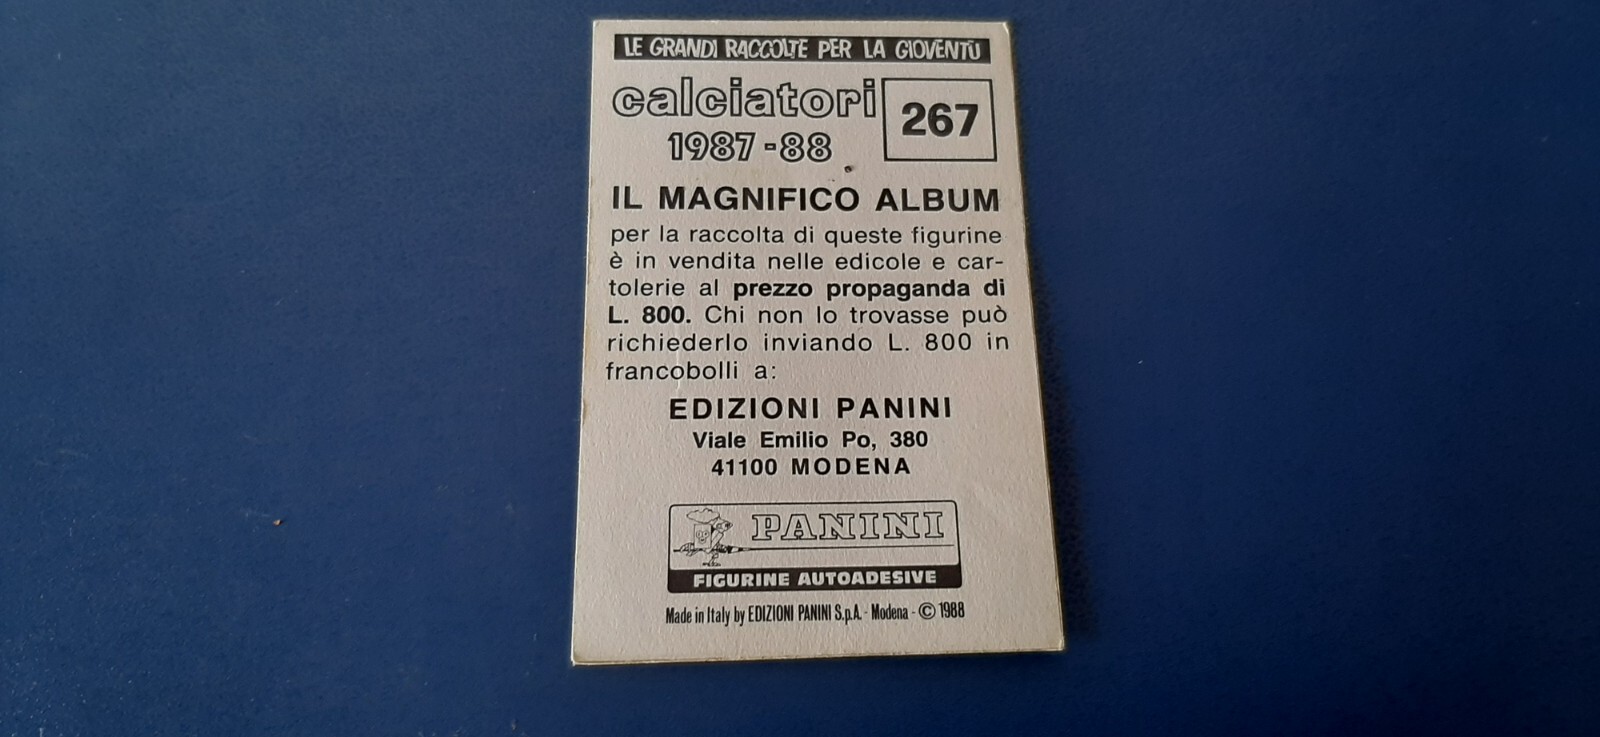 LE GRANDI RACCOLTE PER LA GIOVENTÙ
calciatori 267
1987-88
IL MAGNIFICO ALBUM
per la raccolta di queste figurine
è in vendita nelle edicole e car-
tolerie al prezzo propaganda di
L. 800. Chi non lo trovasse può
richiederlo inviando L. 800 in
francobolli a:
EDIZIONI PANINI
Viale Emilio Po, 380
41100 MODENA
PANINI
FIGURINE AUTOADESIVE
Made in Italy by EDIZIONI PANINI S.p.A. - Modena - © 1988